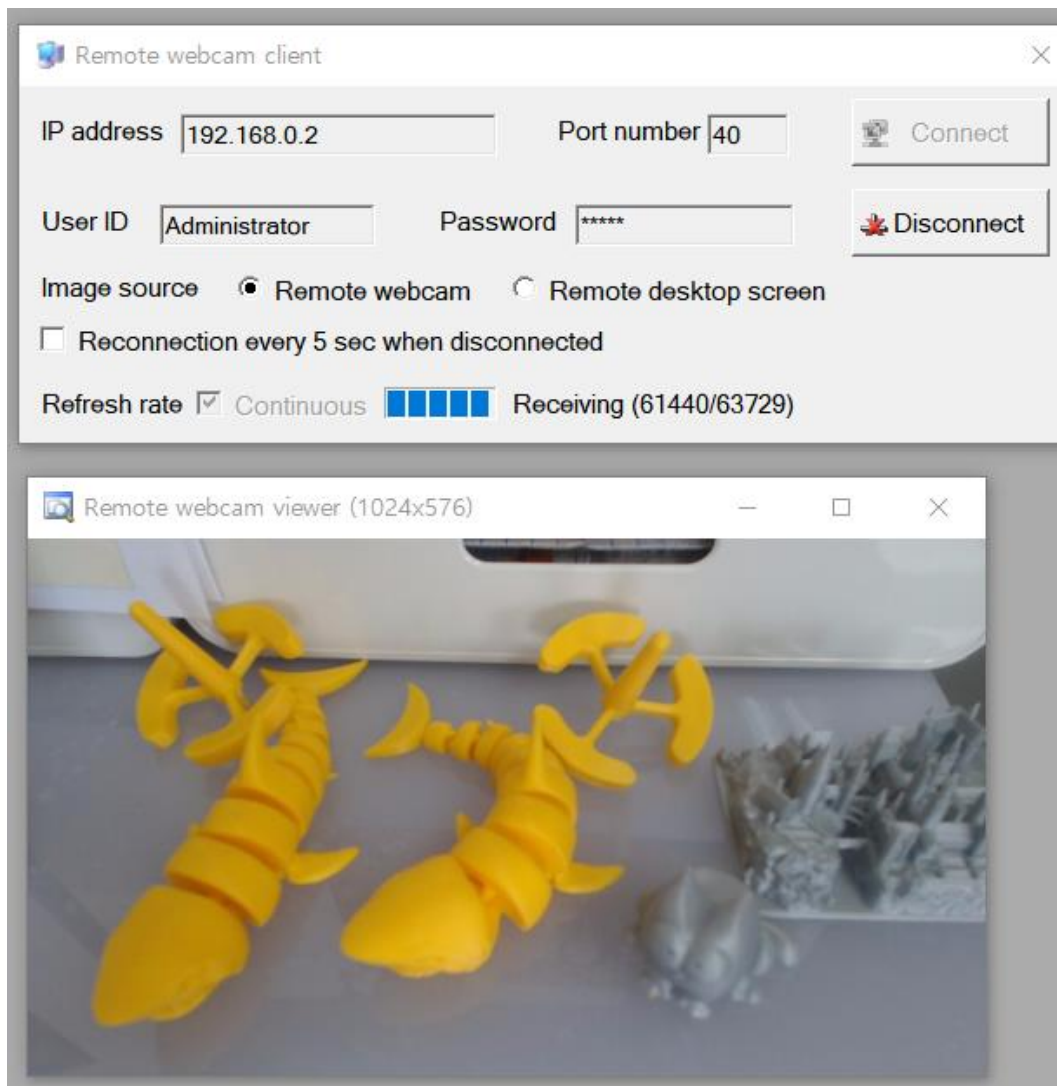 Remote webcam client
IP address 192.168.0.2 Port number 40 Connect
User ID Administrator Password ***** Disconnect
Image source Remote webcam Remote desktop screen
Reconnection every 5 sec when disconnected
Refresh rate Continuous Receiving (61440/63729)
Remote webcam viewer (1024x576)